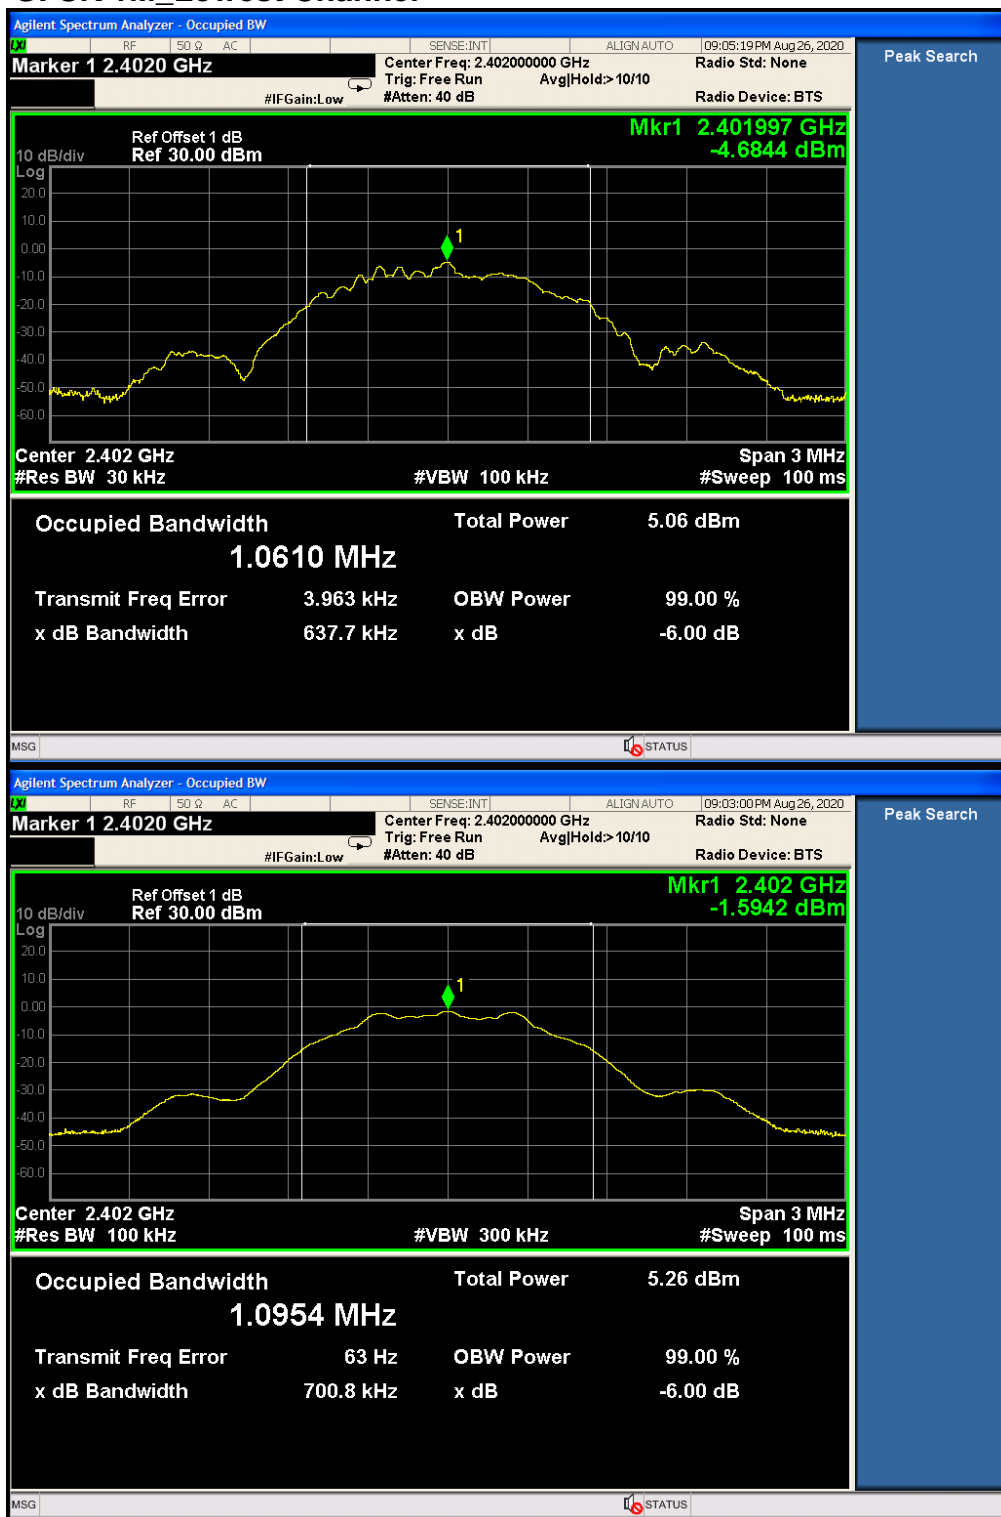 Agilent Spectrum Analyzer - Occupied BW
LXI RF 50 Ω AC SENSE:INT ALIGN AUTO 09:05:19 PM Aug 26, 2020
Marker 1 2.4020 GHz Center Freq: 2.402000000 GHz Radio Std: None Peak Search
Trig: Free Run Avg|Hold:>10/10
#IFGain:Low #Atten: 40 dB Radio Device: BTS
Mkr1 2.401997 GHz
Ref Offset 1 dB
10 dB/div Ref 30.00 dBm -4.6844 dBm
Log
20.0
10.0
1
0.00
-10.0
-20.0
-30.0
-40.0
-50.0
-60.0
Center 2.402 GHz Span 3 MHz
#Res BW 30 kHz #VBW 100 kHz #Sweep 100 ms
Occupied Bandwidth Total Power 5.06 dBm
1.0610 MHz
Transmit Freq Error 3.963 kHz OBW Power 99.00 %
x dB Bandwidth 637.7 kHz x dB -6.00 dB
MSG STATUS
Agilent Spectrum Analyzer - Occupied BW
LXI RF 50 Ω AC SENSE:INT ALIGN AUTO 09:03:00 PM Aug 26, 2020
Marker 1 2.4020 GHz Center Freq: 2.402000000 GHz Radio Std: None Peak Search
Trig: Free Run Avg|Hold:>10/10
#IFGain:Low #Atten: 40 dB Radio Device: BTS
Mkr1 2.402 GHz
Ref Offset 1 dB
10 dB/div Ref 30.00 dBm -1.5942 dBm
Log
20.0
10.0
1
0.00
-10.0
-20.0
-30.0
-40.0
-50.0
-60.0
Center 2.402 GHz Span 3 MHz
#Res BW 100 kHz #VBW 300 kHz #Sweep 100 ms
Occupied Bandwidth Total Power 5.26 dBm
1.0954 MHz
Transmit Freq Error 63 Hz OBW Power 99.00 %
x dB Bandwidth 700.8 kHz x dB -6.00 dB
MSG STATUS